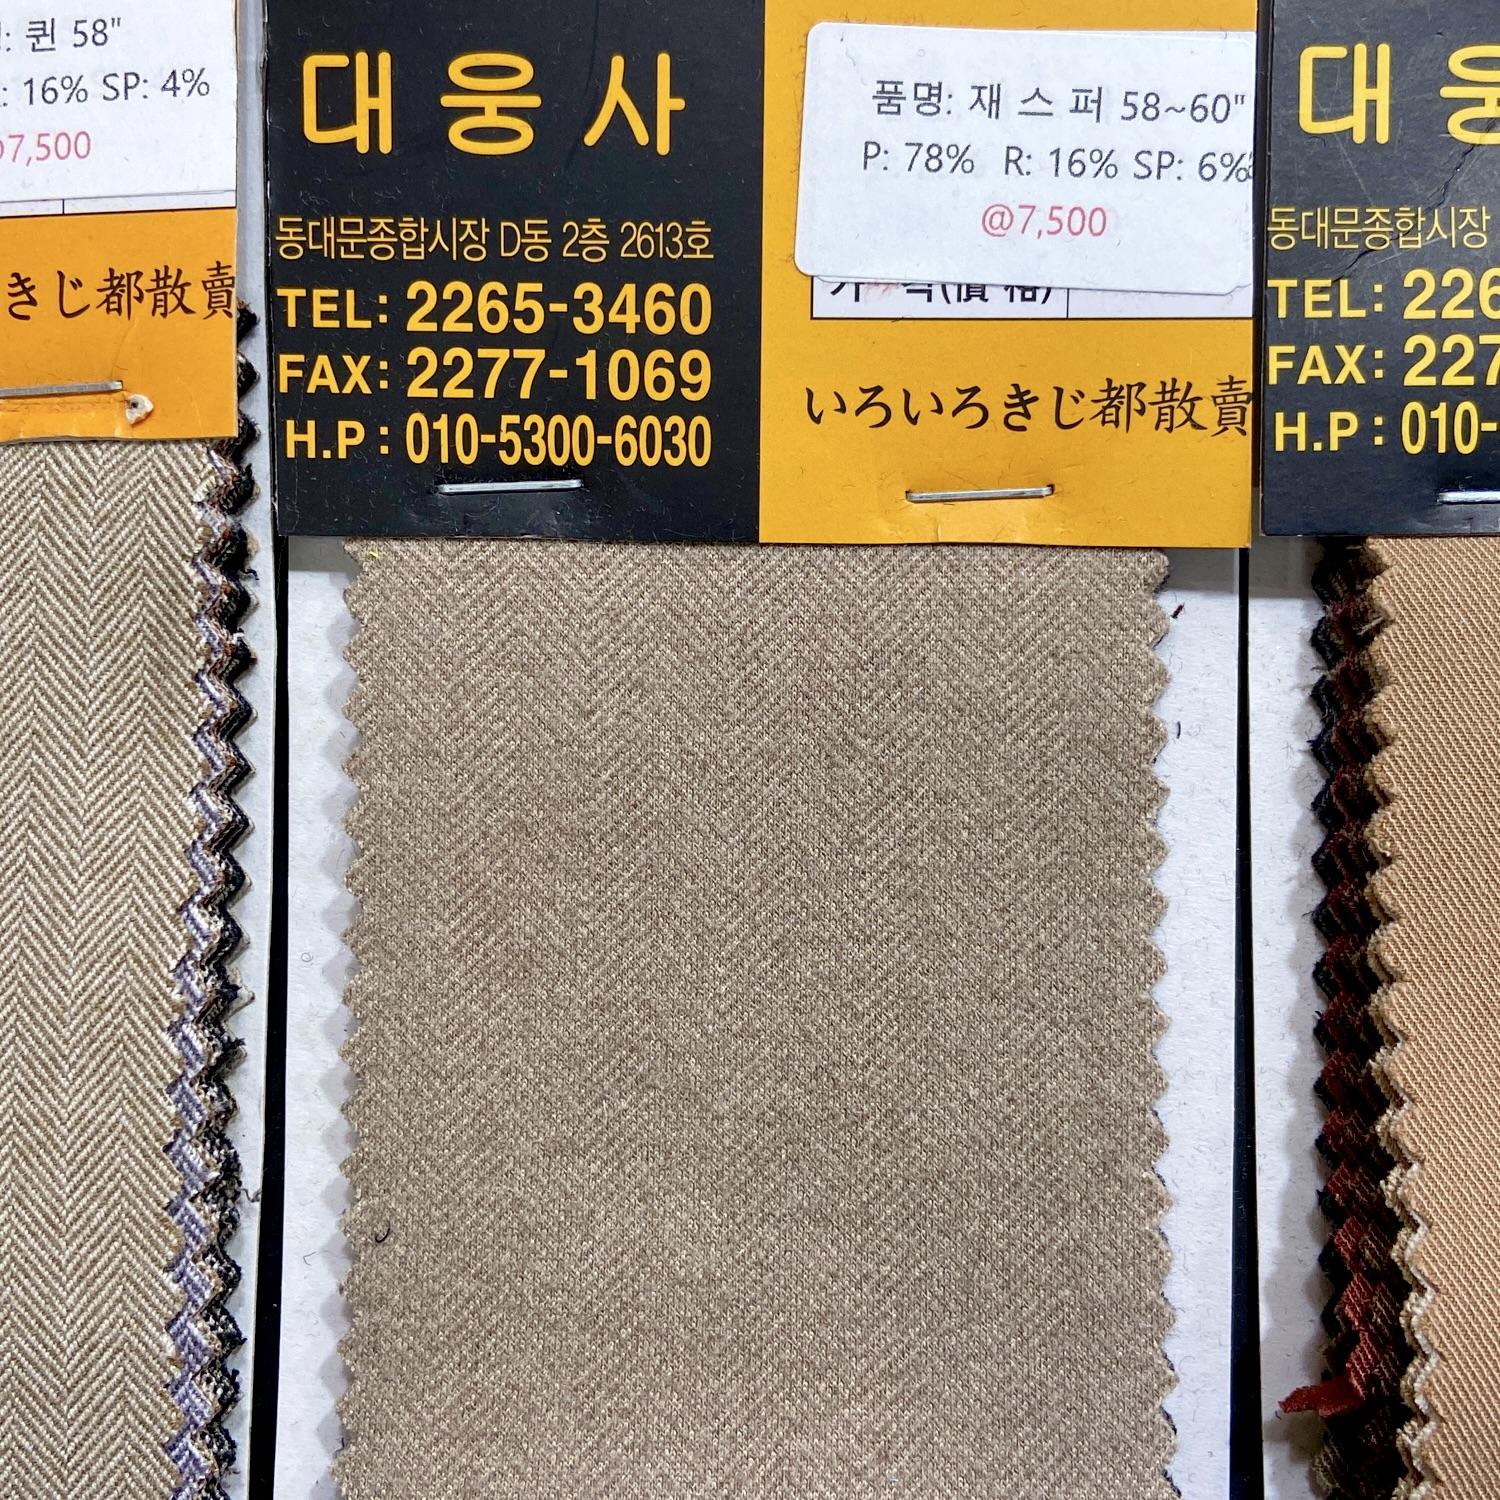 : 퀸 58"
: 16% SP: 4%
7,500
きじ都散賣
대웅사
동대문종합시장 D동 2층 2613호
TEL: 2265-3460
FAX: 2277-1069
H.P: 010-5300-6030
품명: 재 스 퍼 58~60"
P: 78% R: 16% SP: 6%
@7,500
いろいろきじ都散賣
대
동대문종합시장
TEL: 226
FAX: 227
H.P: 010-